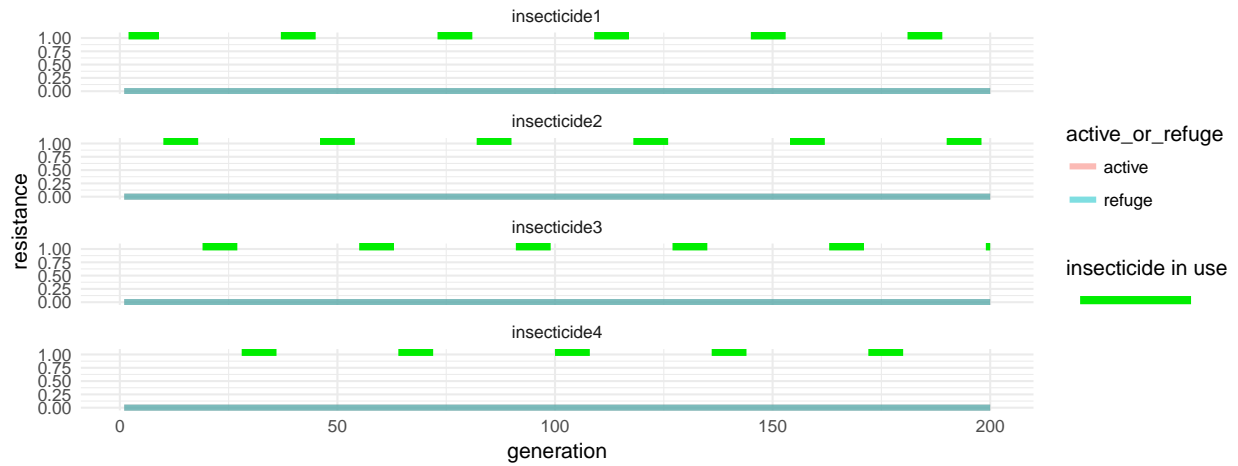 insecticide1
1.00
0.75
0.50
0.25
0.00
insecticide2
1.00
0.75
0.50
0.25
0.00
insecticide3
1.00
0.75
0.50
0.25
0.00
insecticide4
1.00
0.75
0.50
0.25
0.00
0 50 100 150 200
generation
resistance
active_or_refuge
active
refuge
insecticide in use